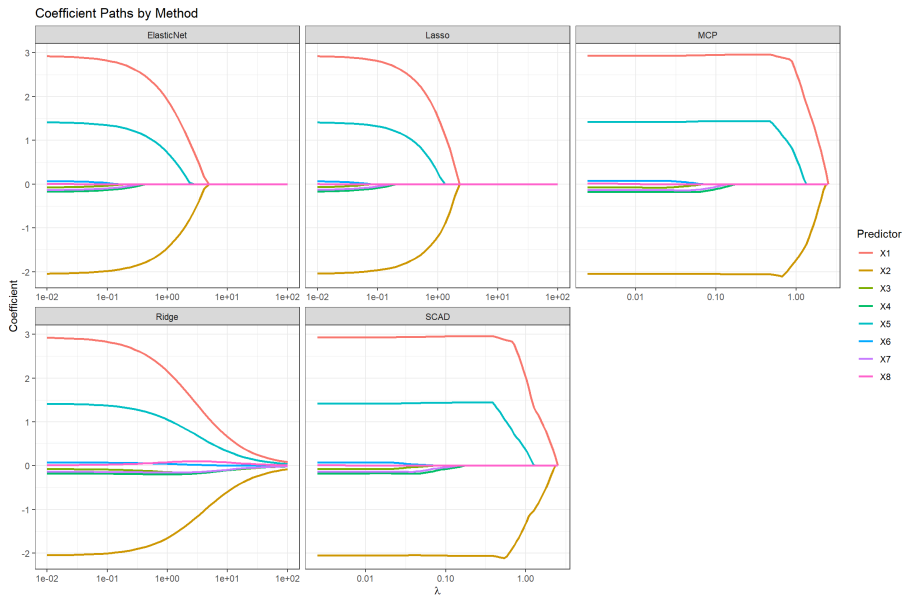 Coefficient Paths by Method
ElasticNet
Lasso
MCP
3
2
1
0
-1
-2
1e-02 1e-01 1e+00 1e+01 1e+02
1e-02 1e-01 1e+00 1e+01 1e+02
0.01 0.10 1.00
Coefficient
Ridge
SCAD
3
2
1
0
-1
-2
1e-02 1e-01 1e+00 1e+01 1e+02
0.01 0.10 1.00
λ
Predictor
X1
X2
X3
X4
X5
X6
X7
X8